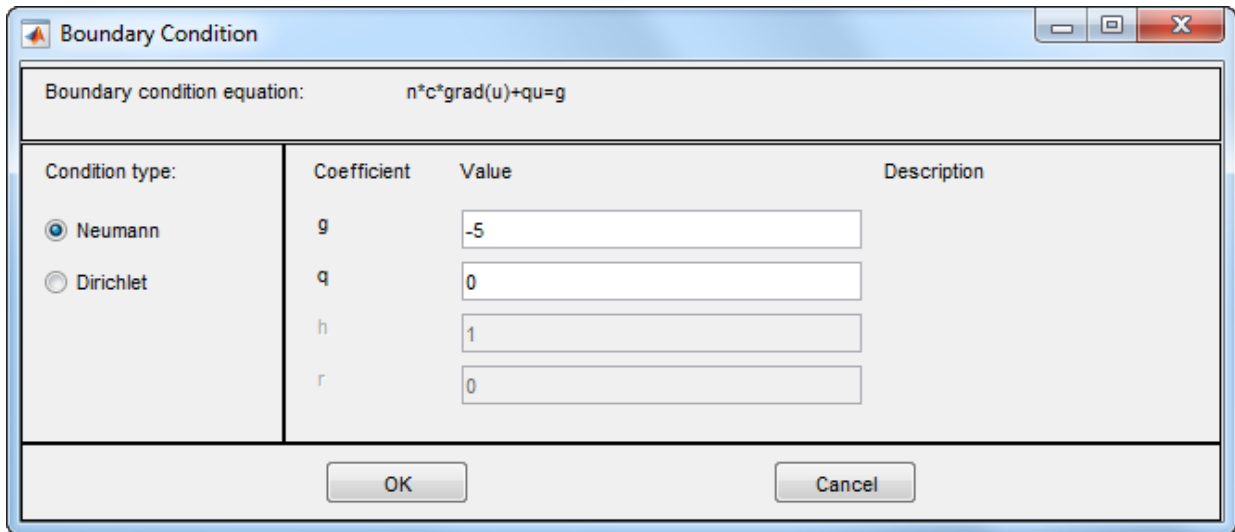 Boundary Condition
Boundary condition equation: n*c*grad(u)+qu=g
Condition type:
Neumann
Dirichlet
Coefficient Value Description
g -5
q 0
h 1
r 0
OK Cancel